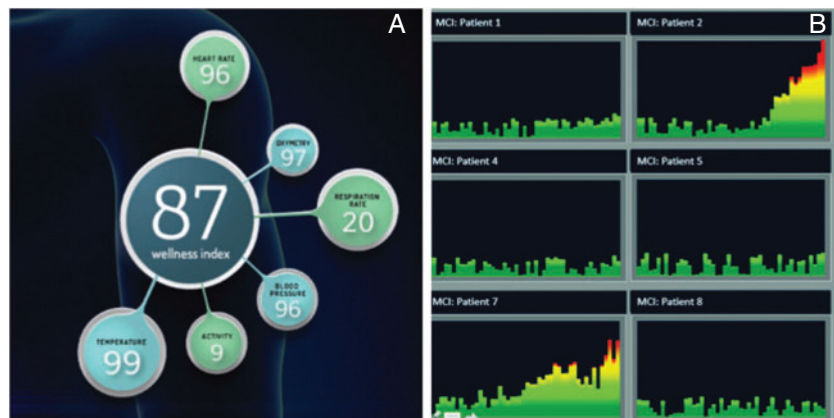 A
HEART RATE
96
OXYMETRY
97
87
wellness index
RESPIRATION
RATE
20
BLOOD
PRESSURE
96
TEMPERATURE
99
ACTIVITY
9
B
MCI: Patient 1
MCI: Patient 2
MCI: Patient 4
MCI: Patient 5
MCI: Patient 7
MCI: Patient 8